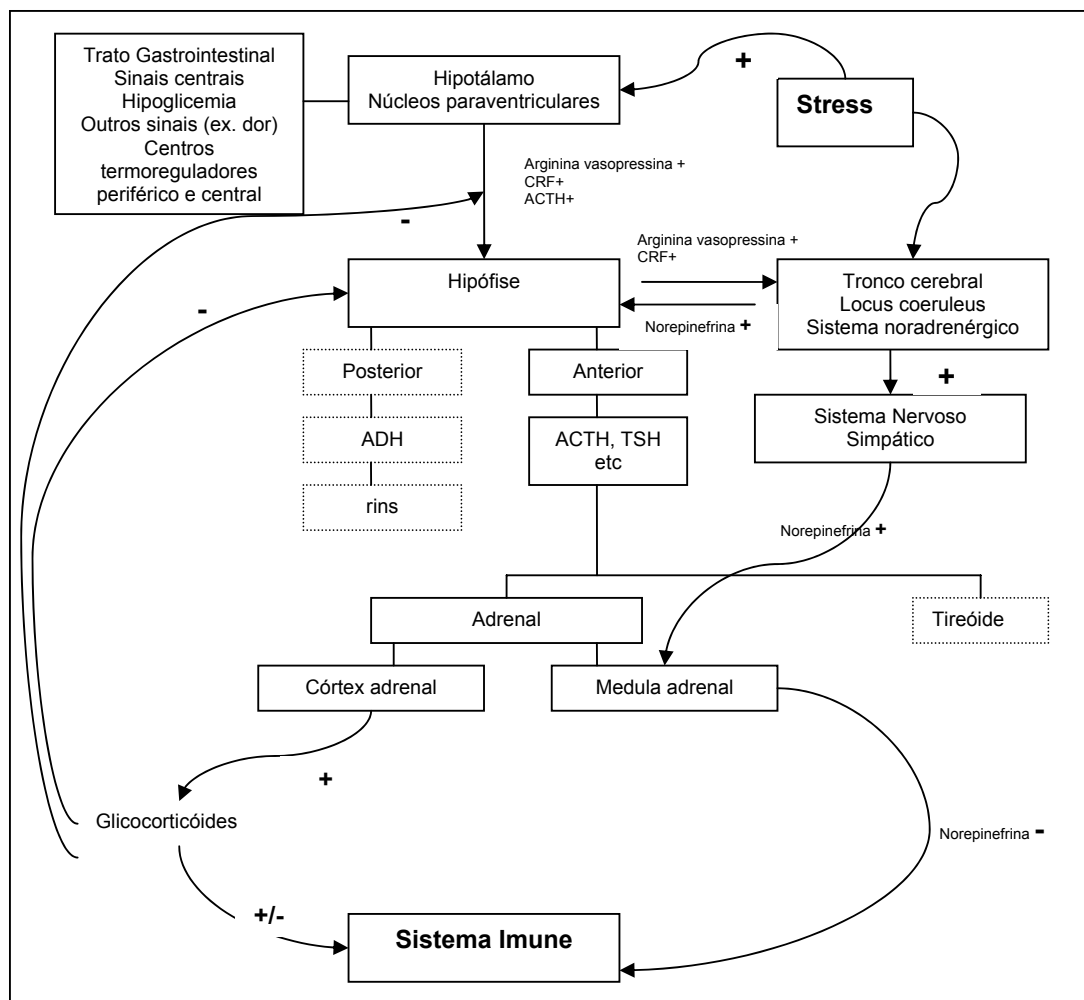 Trato Gastrointestinal
Sinais centrais
Hipoglicemia
Outros sinais (ex. dor)
Centros
termoreguladores
periférico e central
Hipotálamo
Núcleos paraventriculares
+
Stress
Arginina vasopressina +
CRF+
ACTH+
-
Arginina vasopressina +
CRF+
Hipófise
Tronco cerebral
Locus coeruleus
Sistema noradrenérgico
-
Norepinefrina +
Posterior
Anterior
+
ADH
ACTH, TSH
etc
Sistema Nervoso
Simpático
rins
Norepinefrina +
Adrenal
Tireóide
Córtex adrenal
Medula adrenal
+
Glicocorticóides
Norepinefrina -
+/-
Sistema Imune